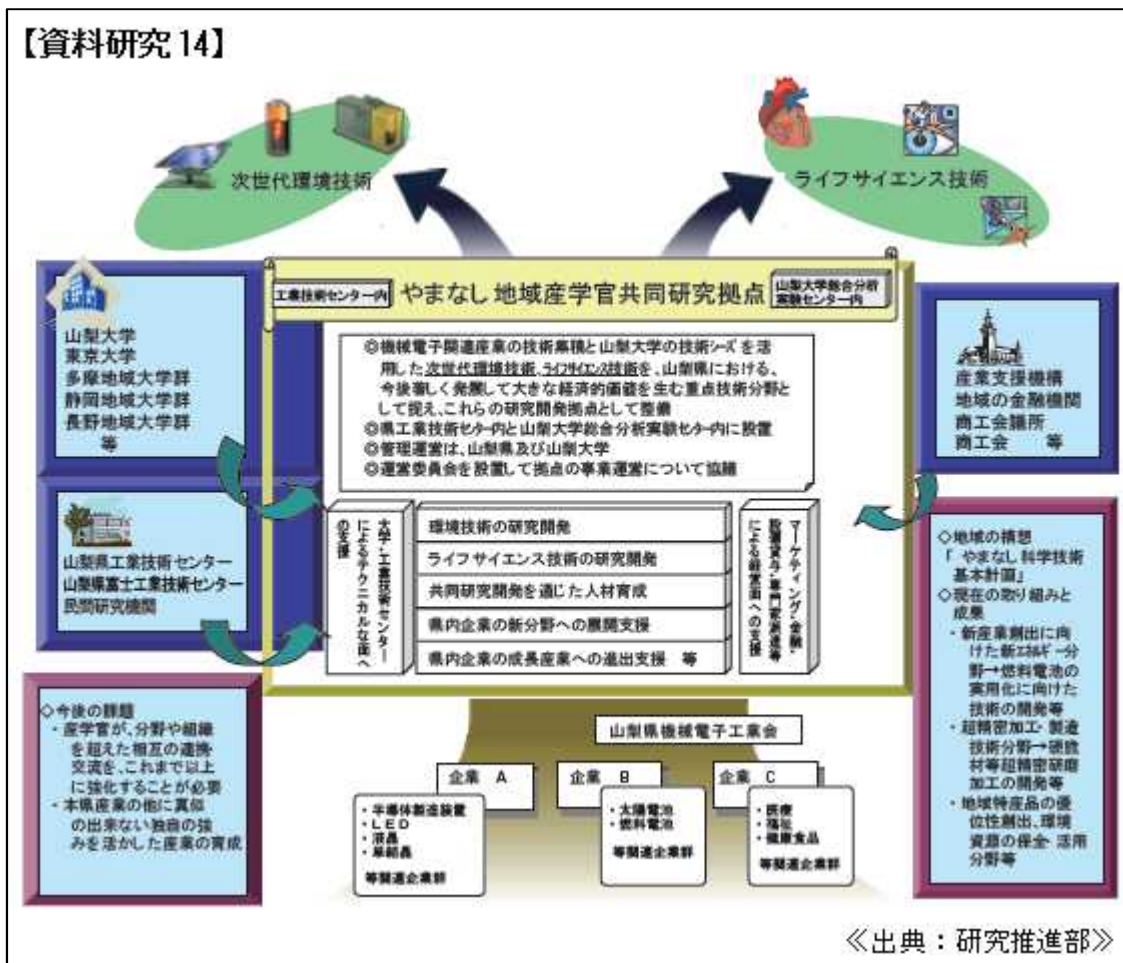 【資料研究14】
次世代環境技術
ライフサイエンス技術
工業技術センター内
やまなし地域産学官共同研究拠点
山梨大学総合分析
実験センター内
山梨大学
東京大学
多摩地域大学群
静岡地域大学群
長野地域大学群
等
山梨県工業技術センター
山梨県富士工業技術センター
民間研究機関
◎機械電子関連産業の技術集積と山梨大学の技術シーズを活
用した次世代環境技術、ライフサイエンス技術を、山梨県における、
今後著しく発展して大きな経済的価値を生む重点技術分野と
して捉え、これらの研究開発拠点として整備
◎県工業技術センター内と山梨大学総合分析実験センター内に設置
◎管理運営は、山梨県及び山梨大学
◎運営委員会を設置して拠点の事業運営について協議
大学・工業技術センター
によるテクニカルな面へ
の支援
環境技術の研究開発
ライフサイエンス技術の研究開発
共同研究開発を通じた人材育成
県内企業の新分野への展開支援
県内企業の成長産業への進出支援 等
マーケティング・金融・
設備貸与・専門家派遣等
による経営面への支援
産業支援機構
地域の金融機関
商工会議所
商工会 等
◇地域の構想
「やまなし科学技術
基本計画」
◇現在の取り組みと
成果
・新産業創出に向
けた新エネルギー分
野→燃料電池の
実用化に向けた
技術の開発等
・超精密加工・製造
技術分野→硬脆
材等超精密研磨
加工の開発等
・地域特産品の優
位性創出、環境
資源の保全・活用
分野等
◇今後の課題
・産学官が、分野や組織
を超えた相互の連携・
交流を、これまで以上
に強化することが必要
・本県産業の他に真似
の出来ない独自の強
みを活かした産業の育成
山梨県機械電子工業会
企業 A
・半導体製造装置
・LED
・液晶
・単結晶
等関連企業群
企業 B
・太陽電池
・燃料電池
等関連企業群
企業 C
・医療
・福祉
・健康食品
等関連企業群
≪出典：研究推進部≫